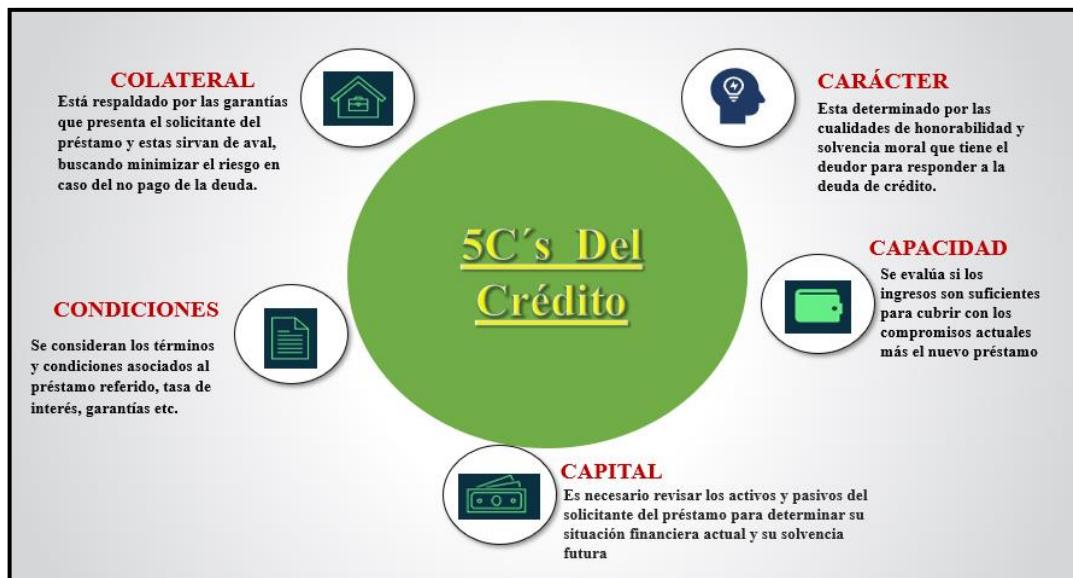 5C´s Del
Crédito
COLATERAL
Está respaldado por las garantías
que presenta el solicitante del
préstamo y estas sirvan de aval,
buscando minimizar el riesgo en
caso del no pago de la deuda.
CARÁCTER
Esta determinado por las
cualidades de honorabilidad y
solvencia moral que tiene el
deudor para responder a la
deuda de crédito.
CAPACIDAD
Se evalúa si los
ingresos son suficientes
para cubrir con los
compromisos actuales
más el nuevo préstamo
CONDICIONES
Se consideran los términos
y condiciones asociados al
préstamo referido, tasa de
interés, garantías etc.
CAPITAL
Es necesario revisar los activos y pasivos del
solicitante del préstamo para determinar su
situación financiera actual y su solvencia
futura